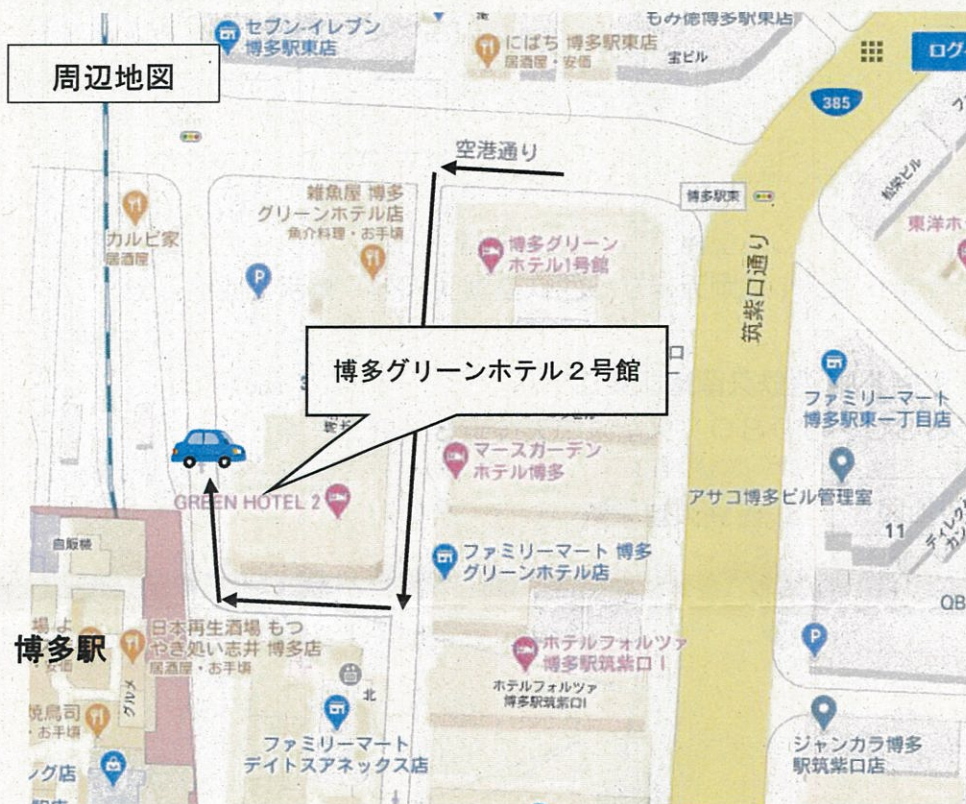 セブン-イレブン
博多駅東店
にぱち 博多駅東店
居酒屋・安価
もみ徳博多駅東店
宝ビル
周辺地図
385
空港通り
松栄ビル
博多駅東
雑魚屋 博多
グリーンホテル店
魚介料理・お手頃
カルビ家
居酒屋
P
博多グリーン
ホテル1号館
筑紫口通り
博多グリーンホテル2号館
ファミリーマート
博多駅東一丁目店
マースガーデン
ホテル博多
GREEN HOTEL 2
アサコ博多ビル管理室
11
自販機
ファミリーマート 博多
グリーンホテル店
博多駅
日本再生酒場 もつ
やき処い志井 博多店
居酒屋・お手頃
ホテルフォルツァ
博多駅筑紫口Ⅰ
ホテルフォルツァ
博多駅筑紫口Ⅰ
P
北
グルメ
焼鳥司
お手頃
ファミリーマート
デイトスアネックス店
ジャンカラ博多
駅筑紫口店